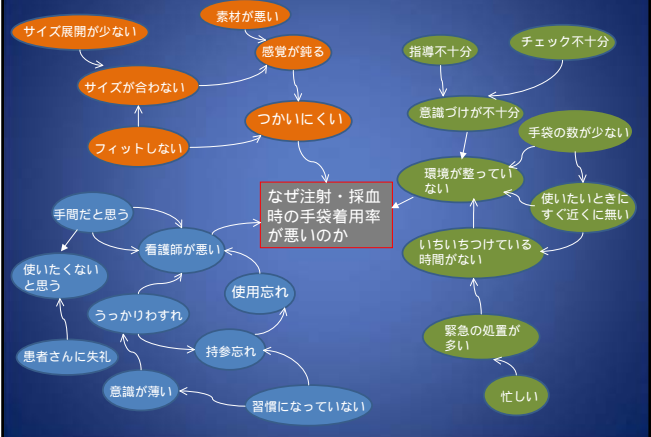 サイズ展開が少ない
素材が悪い
感覚が鈍る
サイズが合わない
つかいにくい
フィットしない
指導不十分
チェック不十分
意識づけが不十分
手袋の数が少ない
環境が整ってい
ない
使いたいときに
すぐ近くに無い
いちいちつけている
時間がない
緊急の処置が
多い
忙しい
なぜ注射・採血
時の手袋着用率
が悪いのか
手間だと思う
看護師が悪い
使いたくない
と思う
使用忘れ
うっかりわすれ
持参忘れ
患者さんに失礼
意識が薄い
習慣になっていない